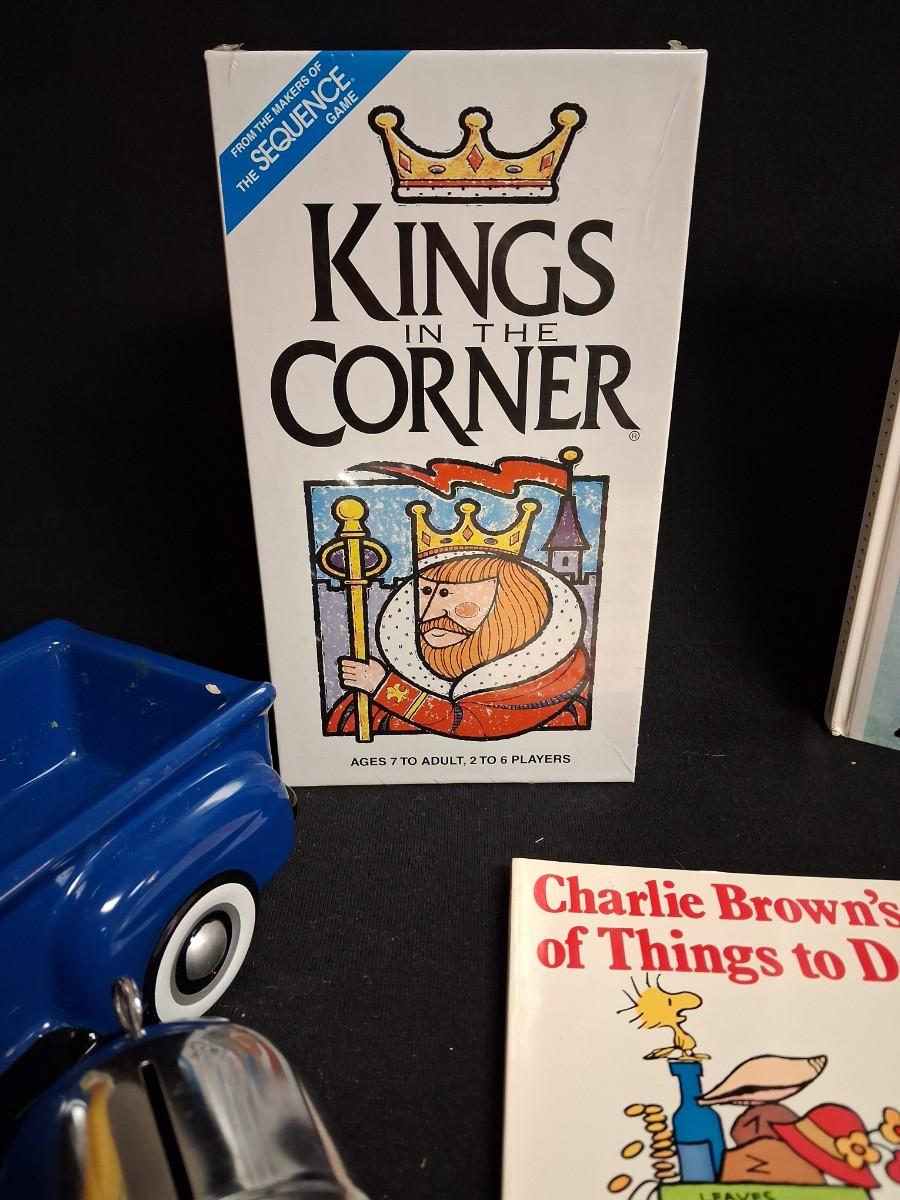 FROM THE MAKERS OF
THE SEQUENCE® GAME
KINGS
IN THE
CORNER®
AGES 7 TO ADULT, 2 TO 6 PLAYERS
Charlie Brown's
of Things to D
LEAVES